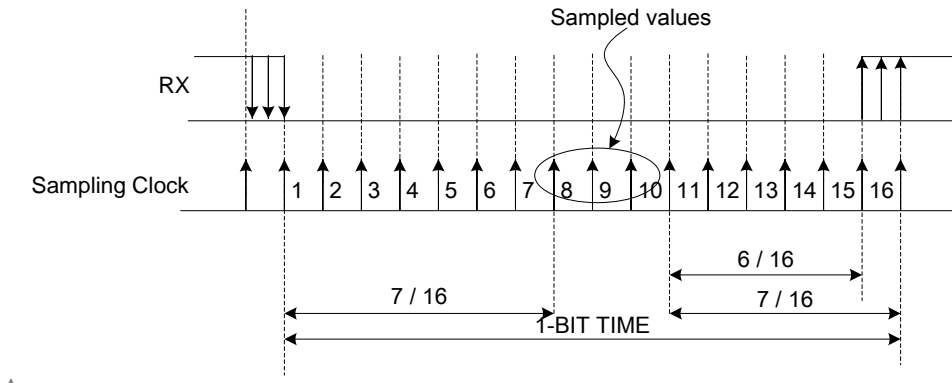 Sampled values
RX
Sampling Clock
1 2 3 4 5 6 7 8 9 10 11 12 13 14 15 16
6 / 16
7 / 16
7 / 16
1-BIT TIME